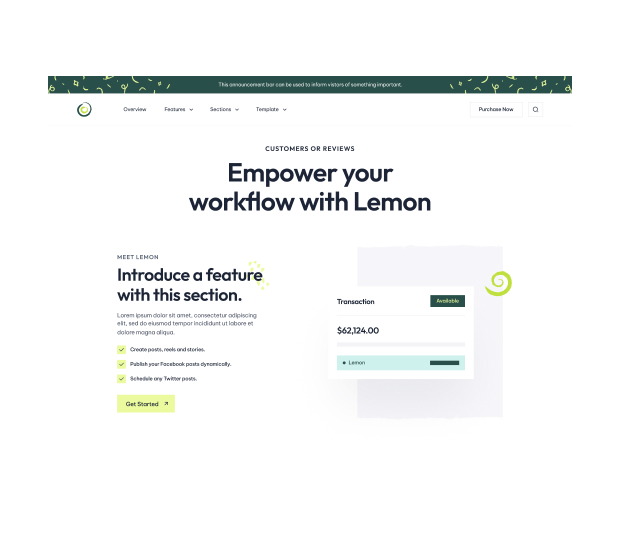 This announcement bar can be used to inform vistors of something important.
Overview Features Sections Template Purchase Now
CUSTOMERS OR REVIEWS
Empower your
workflow with Lemon
MEET LEMON
Introduce a feature
with this section.
Lorem ipsum dolor sit amet, consectetur adipiscing
elit, sed do eiusmod tempor incididunt ut labore et
dolore magna aliqua.
Create posts, reels and stories.
Publish your Facebook posts dynamically.
Schedule any Twitter posts.
Get Started
Transaction
Available
$62,124.00
Lemon